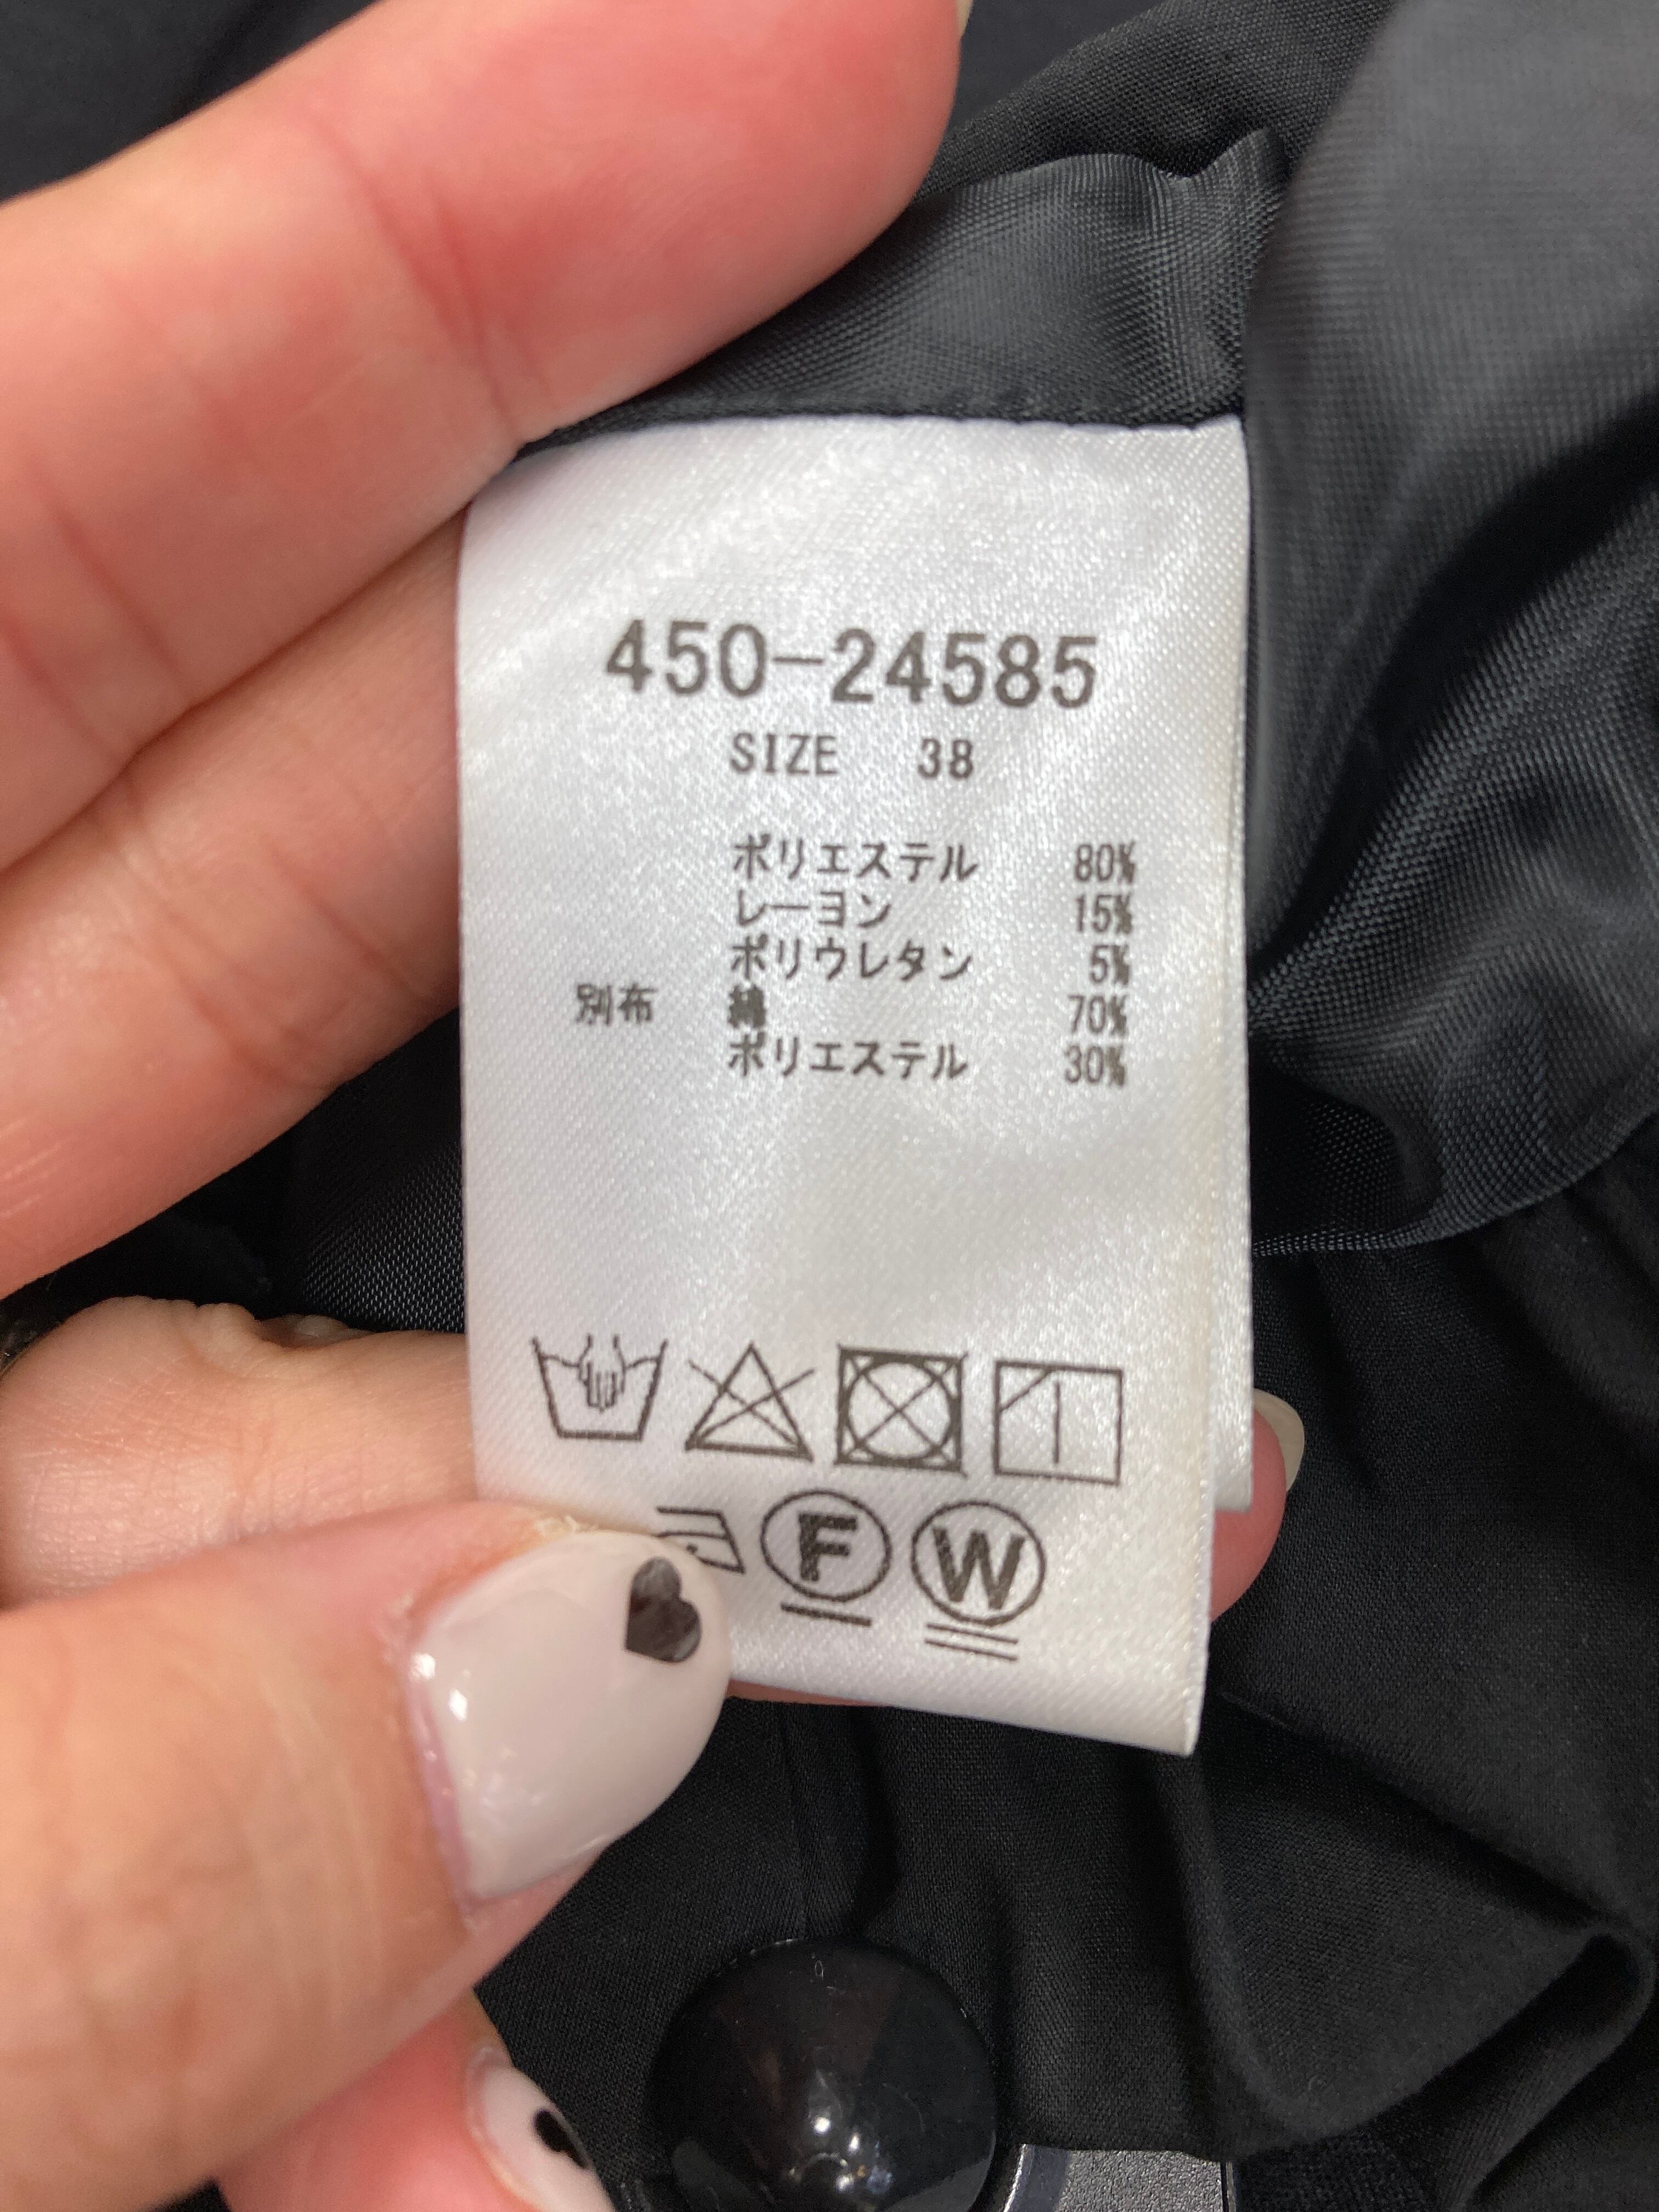 450-24585
SIZE 38
ポリエステル 80%
レーヨン 15%
ポリウレタン 5%
別布 綿 70%
ポリエステル 30%
F W